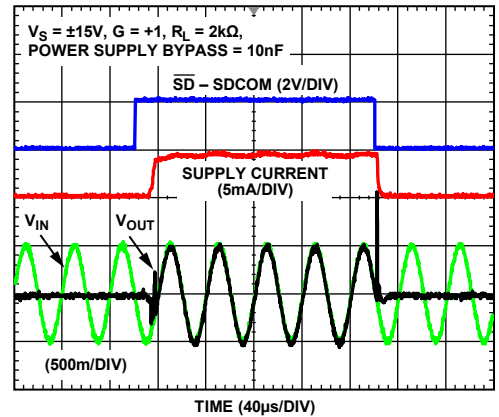 V_S = ±15V, G = +1, R_L = 2kΩ,
POWER SUPPLY BYPASS = 10nF
S̅D̅ – SDCOM (2V/DIV)
SUPPLY CURRENT
(5mA/DIV)
V_IN
V_OUT
(500m/DIV)
TIME (40µs/DIV)